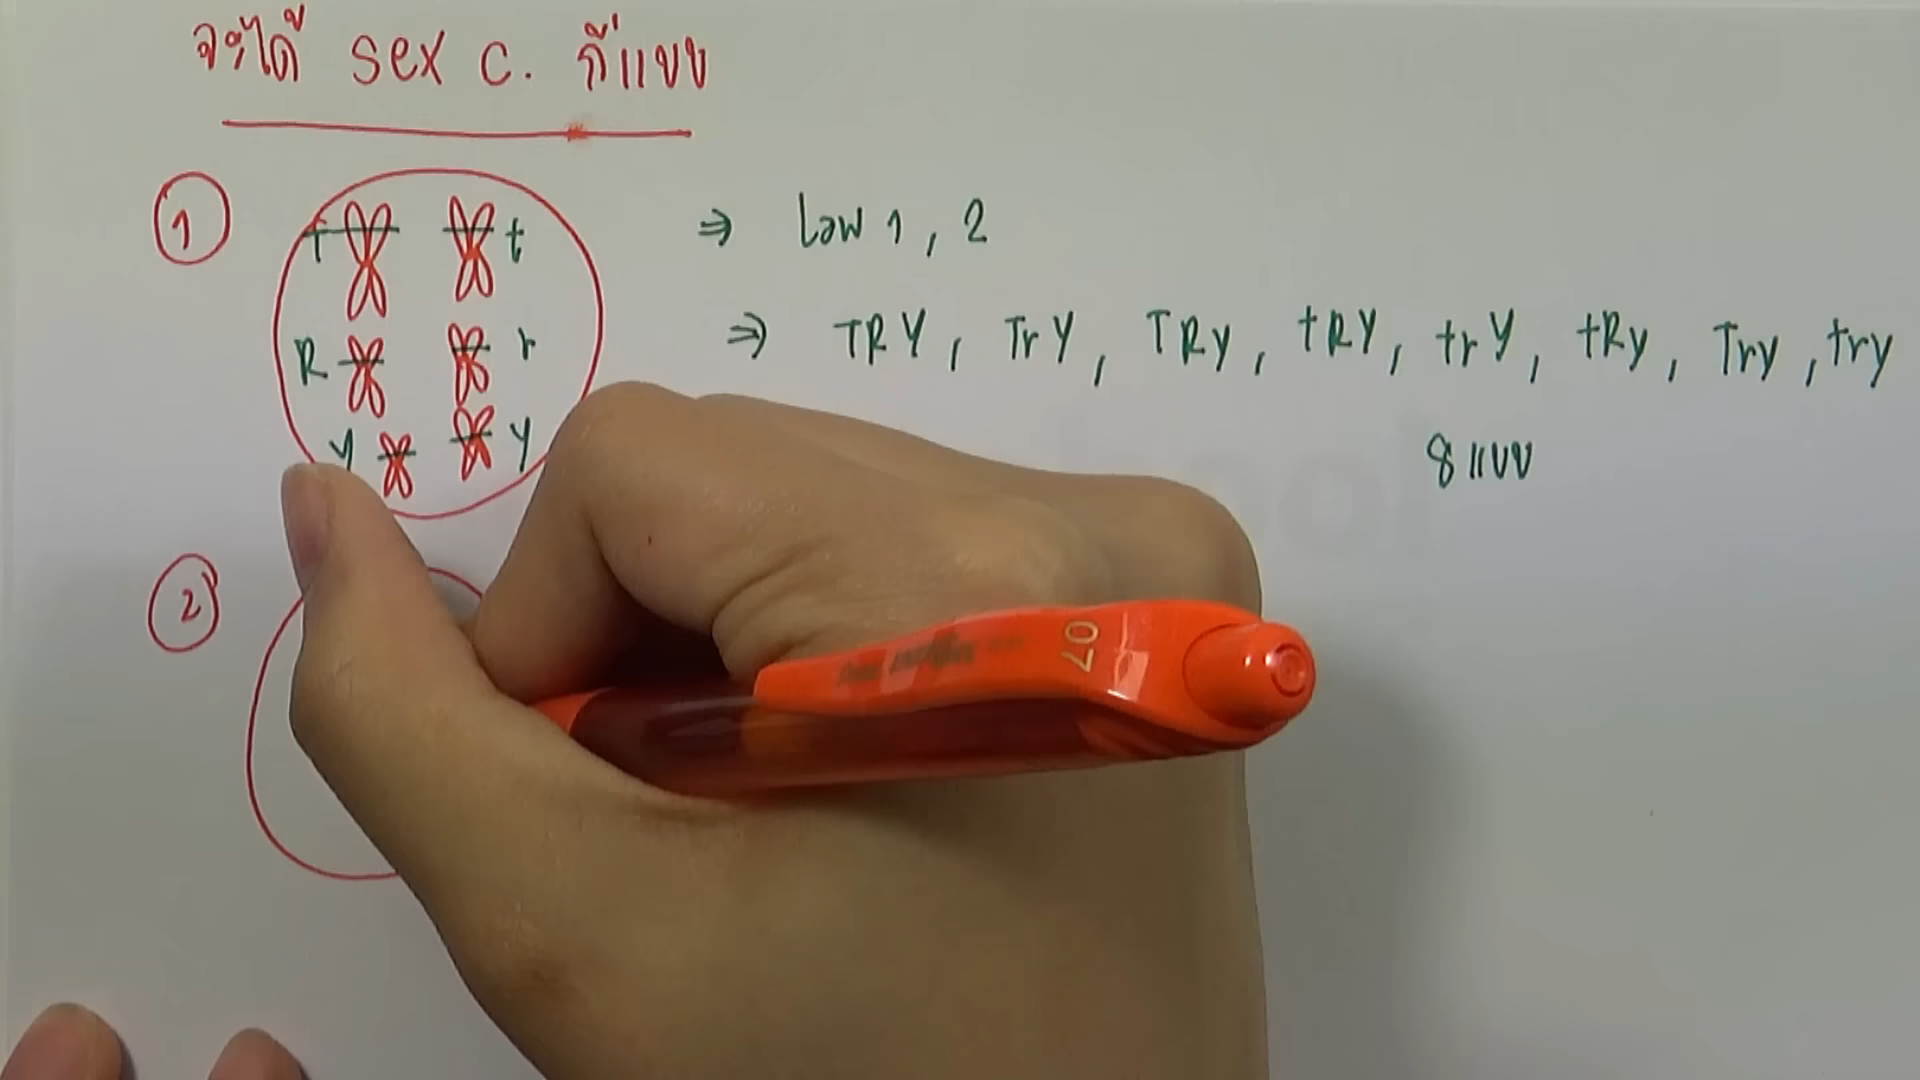 จะได้ sex c. กี่แบบ
1
T t
R r
Y y
⇒ Law 1, 2
⇒ TRY, TrY, TRy, tRY, trY, tRy, Try, try
8 แบบ
2
07